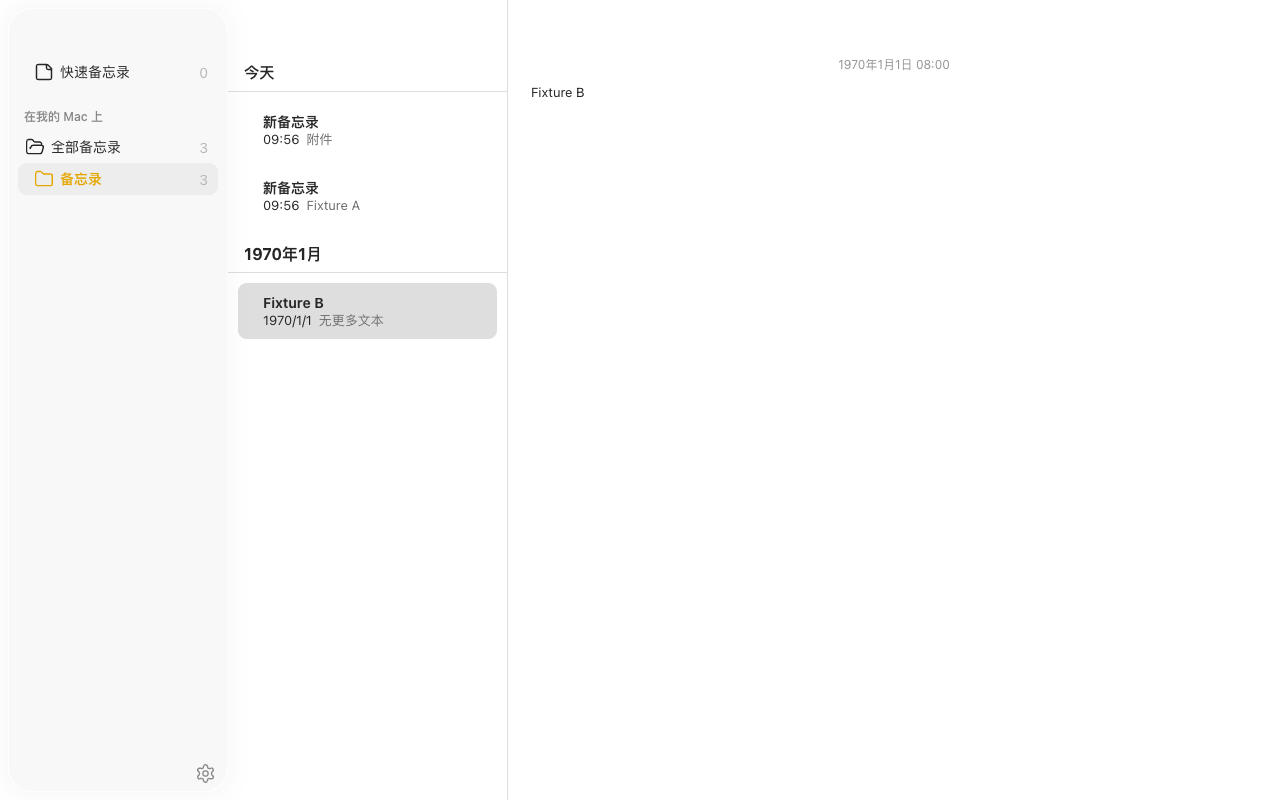 快速备忘录 0
在我的 Mac 上
全部备忘录 3
备忘录 3
今天
新备忘录
09:56 附件
新备忘录
09:56 Fixture A
1970年1月
Fixture B
1970/1/1 无更多文本
1970年1月1日 08:00
Fixture B